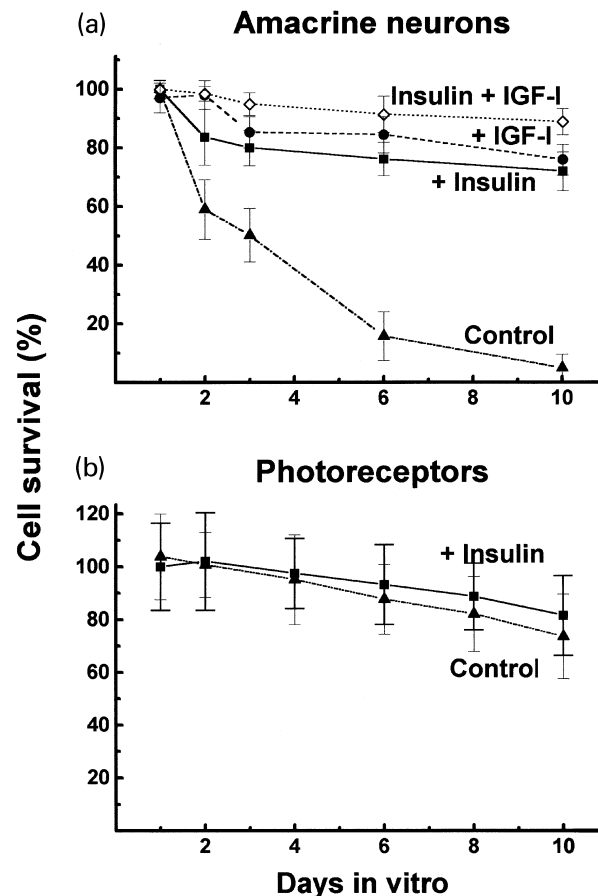 (a) Amacrine neurons
100
80
60
40
20
Insulin + IGF-I
+ IGF-I
+ Insulin
Control
2 4 6 8 10
Cell survival (%)
(b) Photoreceptors
120
100
80
60
40
20
+ Insulin
Control
2 4 6 8 10
Days in vitro